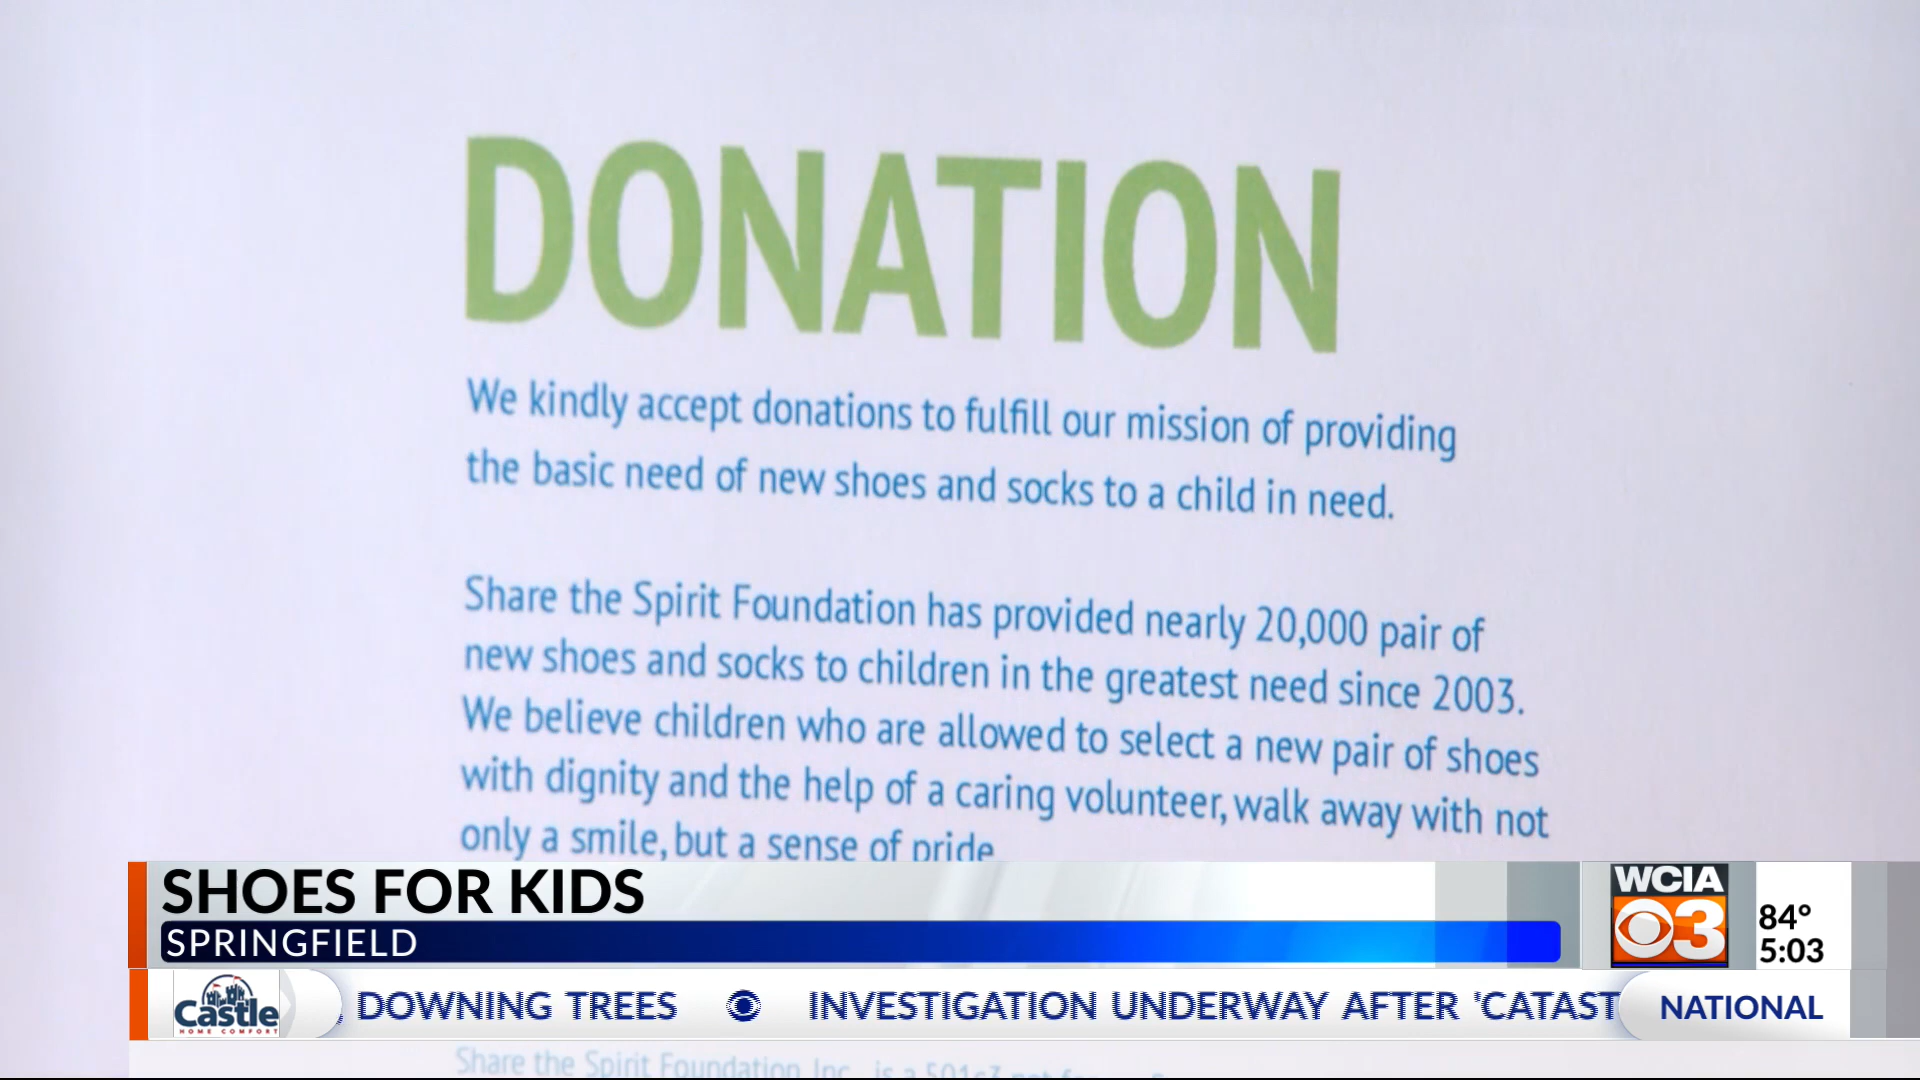 DONATION
We kindly accept donations to fulfill our mission of providing
the basic need of new shoes and socks to a child in need.
Share the Spirit Foundation has provided nearly 20,000 pair of
new shoes and socks to children in the greatest need since 2003.
We believe children who are allowed to select a new pair of shoes
with dignity and the help of a caring volunteer, walk away with not
only a smile, but a sense of pride
SHOES FOR KIDS
SPRINGFIELD
WCIA
3
84°
5:03
Castle
HOME COMFORT
DOWNING TREES
INVESTIGATION UNDERWAY AFTER 'CATAST
NATIONAL
Share the Spirit Foundation Inc., is a 501c3